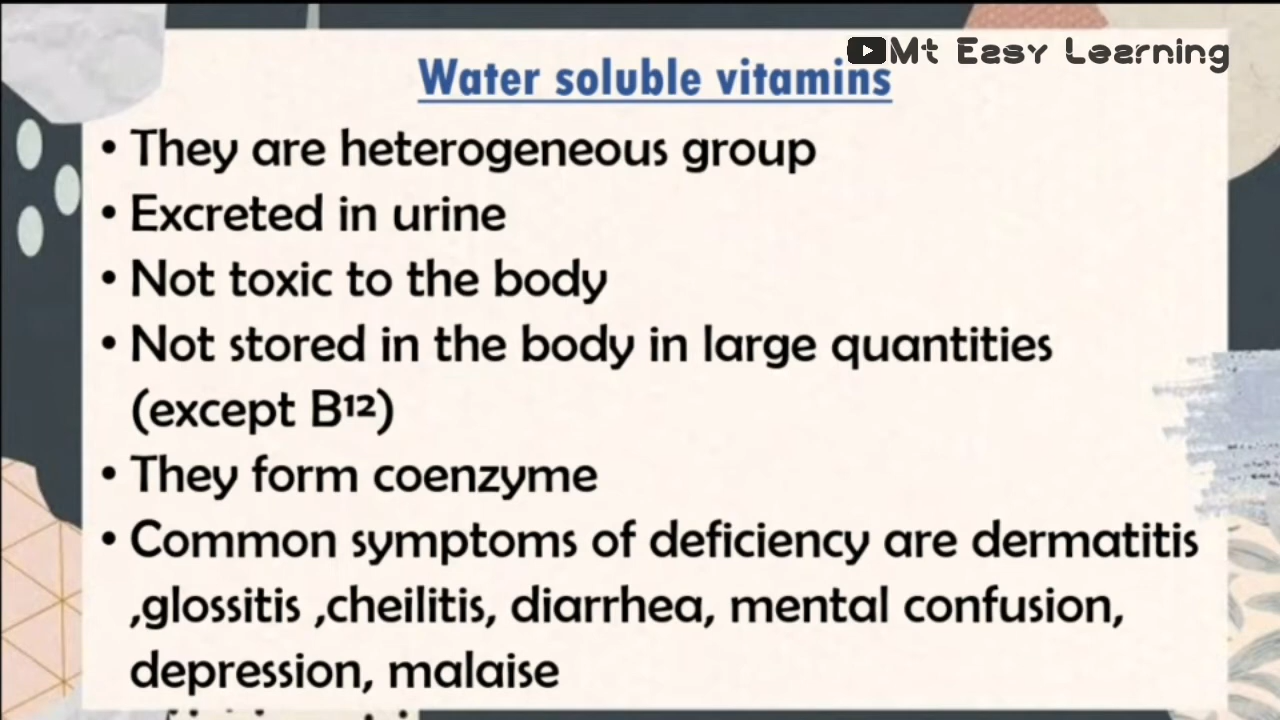 Mt Easy Learning
Water soluble vitamins
• They are heterogeneous group
• Excreted in urine
• Not toxic to the body
• Not stored in the body in large quantities
(except B12)
• They form coenzyme
• Common symptoms of deficiency are dermatitis
,glossitis ,cheilitis, diarrhea, mental confusion,
depression, malaise